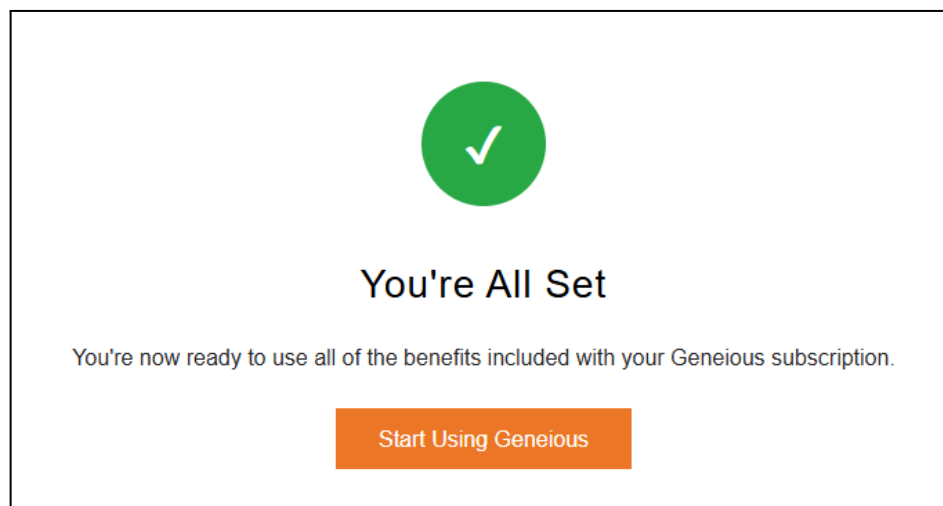 You're All Set
You're now ready to use all of the benefits included with your Geneious subscription.
Start Using Geneious